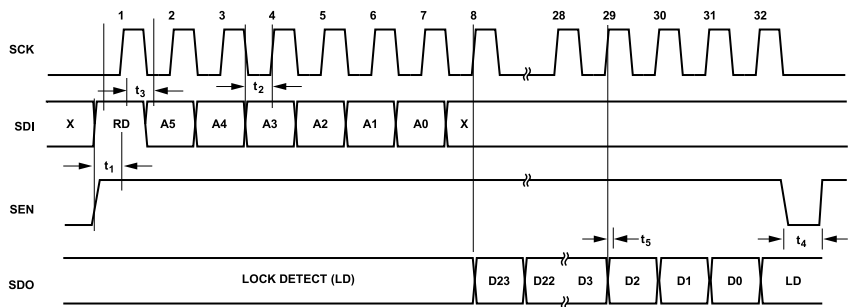 1 2 3 4 5 6 7 8 28 29 30 31 32
SCK
t3 t2
SDI X RD A5 A4 A3 A2 A1 A0 X
t1
SEN
t5 t4
SDO LOCK DETECT (LD) D23 D22 D3 D2 D1 D0 LD